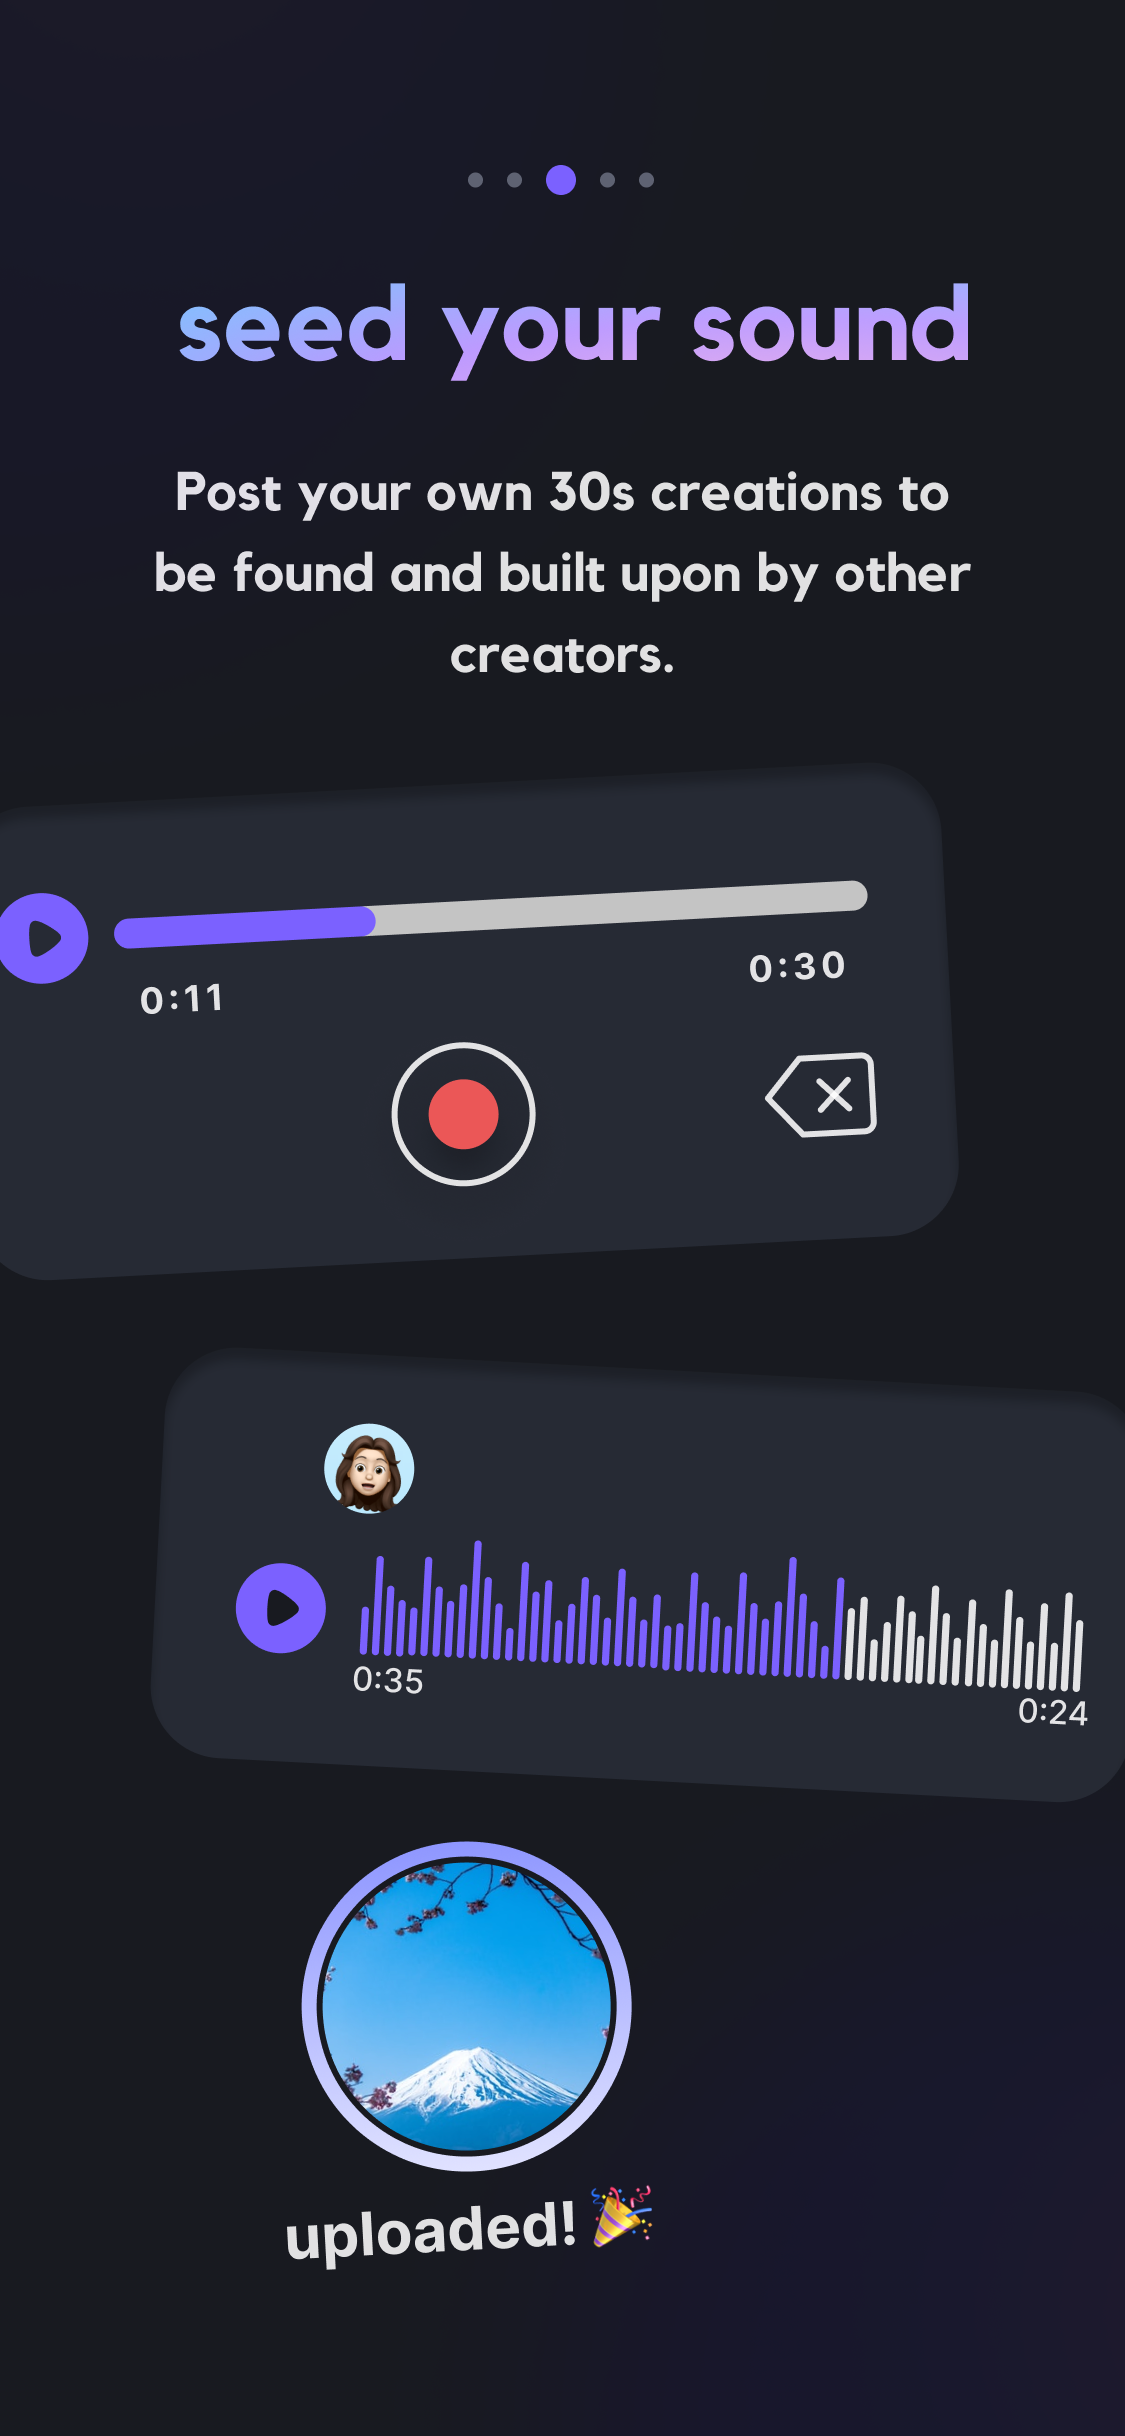 seed your sound
Post your own 30s creations to
be found and built upon by other
creators.
0:11
0:30
0:35
0:24
uploaded! 🎉